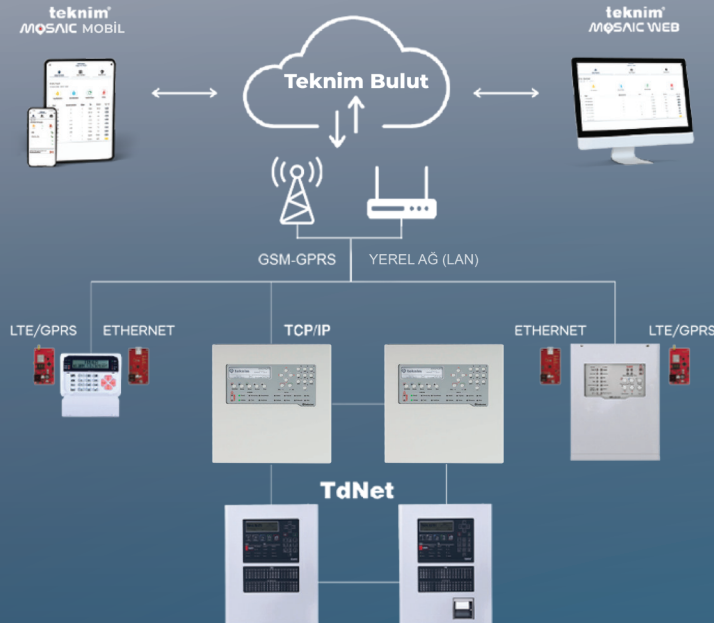 teknim
MOSAIC MOBİL
Teknim Bulut
teknim
MOSAIC WEB
GSM-GPRS
YEREL AĞ (LAN)
LTE/GPRS
ETHERNET
TCP/IP
ETHERNET
LTE/GPRS
TdNet